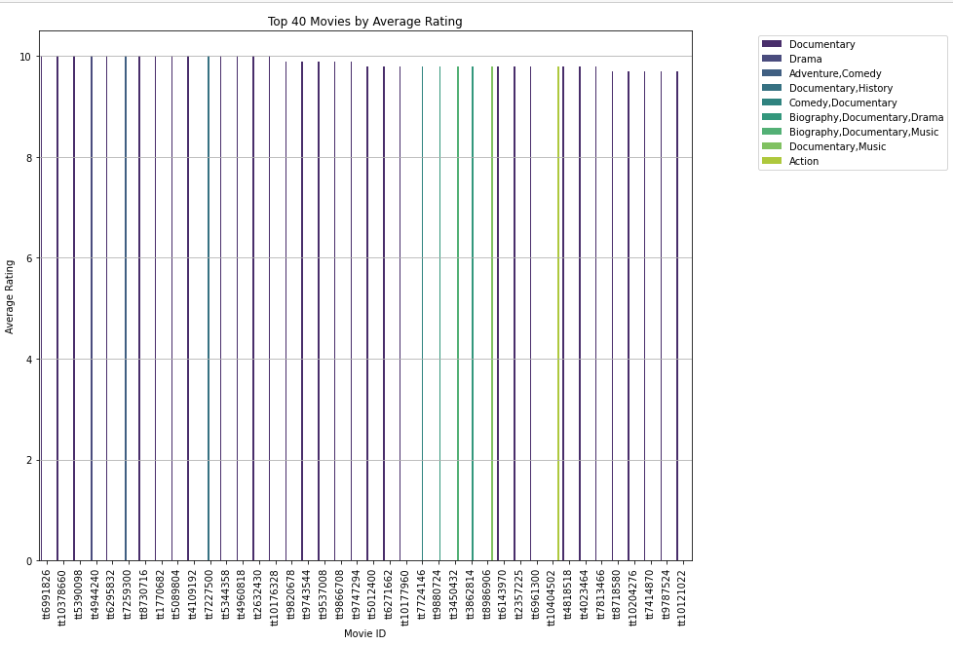 Top 40 Movies by Average Rating
Average Rating
10
8
6
4
2
0
tt6991826
tt10378660
tt5390098
tt4944240
tt6295832
tt7259300
tt8730716
tt1770682
tt5089804
tt4109192
tt7227500
tt5344358
tt4960818
tt2632430
tt10176328
tt9820678
tt9743544
tt9537008
tt9866708
tt9747294
tt5012400
tt6271662
tt10177960
tt7724146
tt9880724
tt3450432
tt3862814
tt8986906
tt6143970
tt2357225
tt6961300
tt10404502
tt4818518
tt4023464
tt7813466
tt8718580
tt10204276
tt7414870
tt9787524
tt10121022
Movie ID
Documentary
Drama
Adventure,Comedy
Documentary,History
Comedy,Documentary
Biography,Documentary,Drama
Biography,Documentary,Music
Documentary,Music
Action